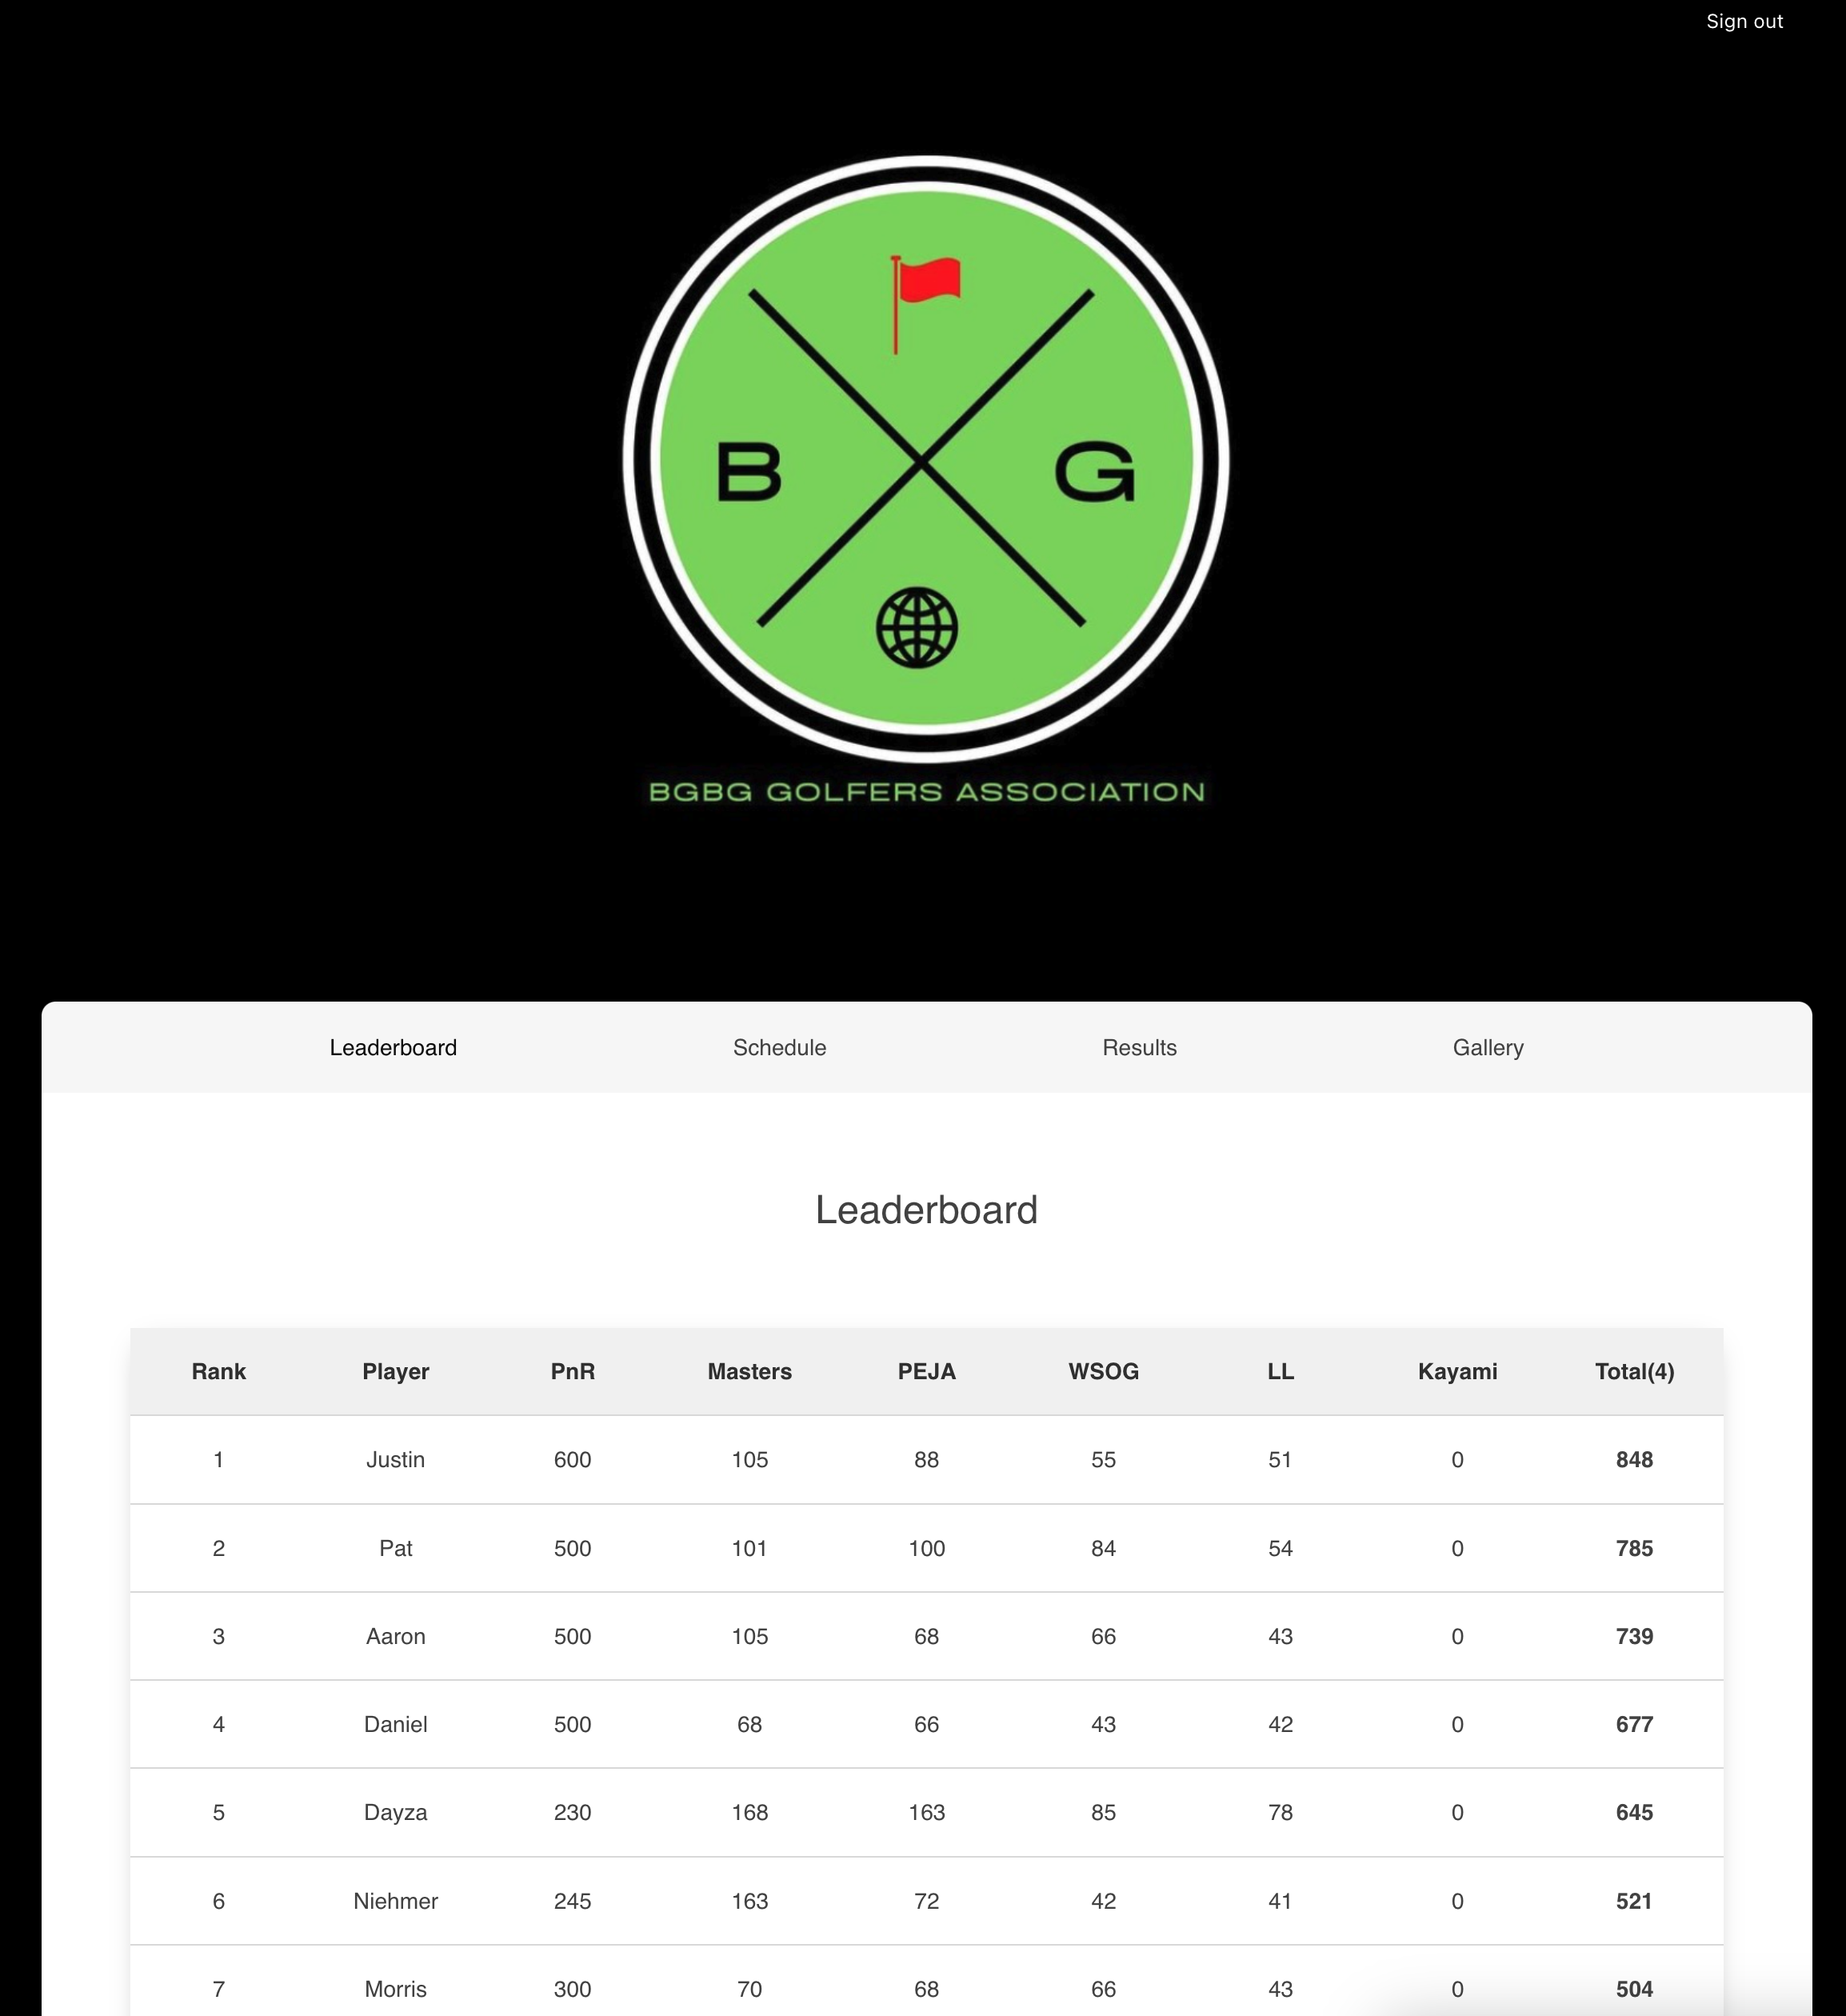 Sign out
B G
BGBG GOLFERS ASSOCIATION
Leaderboard Schedule Results Gallery
Leaderboard
Rank Player PnR Masters PEJA WSOG LL Kayami Total(4)
1 Justin 600 105 88 55 51 0 848
2 Pat 500 101 100 84 54 0 785
3 Aaron 500 105 68 66 43 0 739
4 Daniel 500 68 66 43 42 0 677
5 Dayza 230 168 163 85 78 0 645
6 Niehmer 245 163 72 42 41 0 521
7 Morris 300 70 68 66 43 0 504